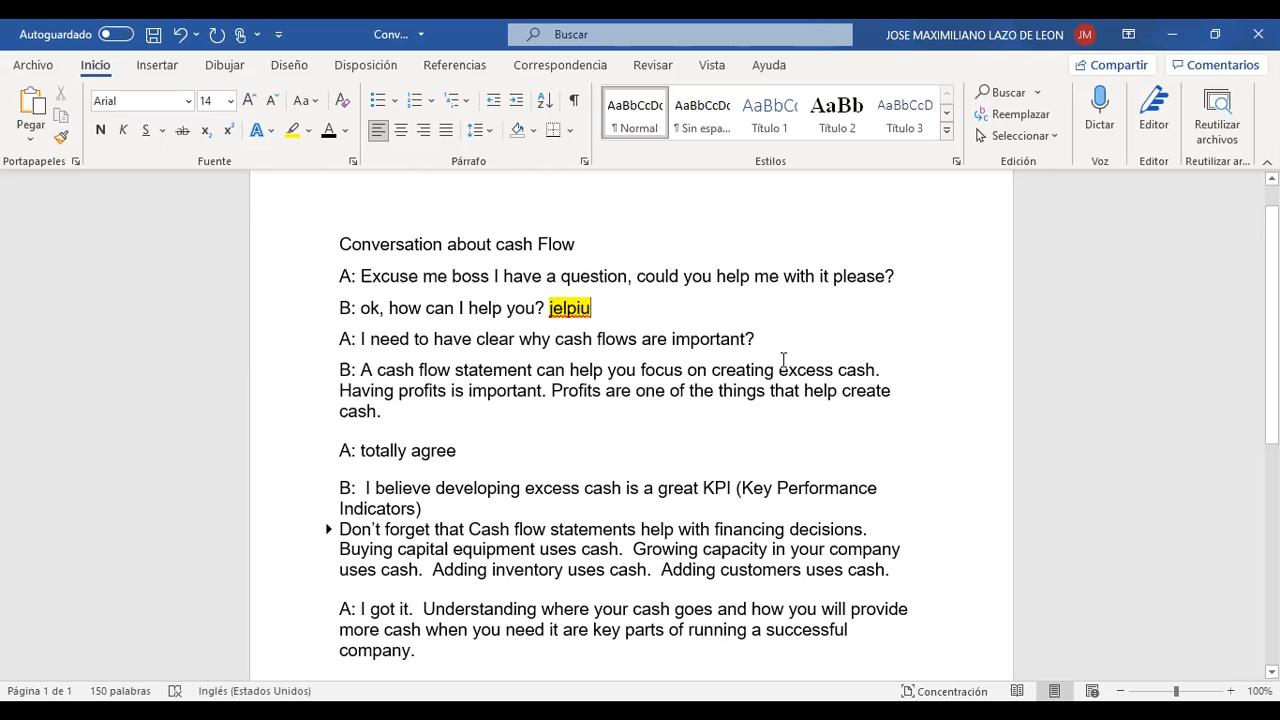 Autoguardado
Conv...
Buscar
JOSE MAXIMILIANO LAZO DE LEON
JM
Archivo Inicio Insertar Dibujar Diseño Disposición Referencias Correspondencia Revisar Vista Ayuda
Compartir
Comentarios
Pegar
Portapapeles
Arial
14
Aa
N K S ab x₂ x² A A
Fuente
Párrafo
AaBbCcDc
¶ Normal
AaBbCcDc
¶ Sin espa...
AaBbCc
Título 1
AaBb
Título 2
AaBbCcD
Título 3
Estilos
Buscar
Reemplazar
Seleccionar
Edición
Dictar
Voz
Editor
Editor
Reutilizar
archivos
Reutilizar ar...
Conversation about cash Flow
A: Excuse me boss I have a question, could you help me with it please?
B: ok, how can I help you? jelpiu
A: I need to have clear why cash flows are important?
B: A cash flow statement can help you focus on creating excess cash.
Having profits is important. Profits are one of the things that help create
cash.
A: totally agree
B:  I believe developing excess cash is a great KPI (Key Performance
Indicators)
Don’t forget that Cash flow statements help with financing decisions.
Buying capital equipment uses cash.  Growing capacity in your company
uses cash.  Adding inventory uses cash.  Adding customers uses cash.
A: I got it.  Understanding where your cash goes and how you will provide
more cash when you need it are key parts of running a successful
company.
Página 1 de 1
150 palabras
Inglés (Estados Unidos)
Concentración
100%